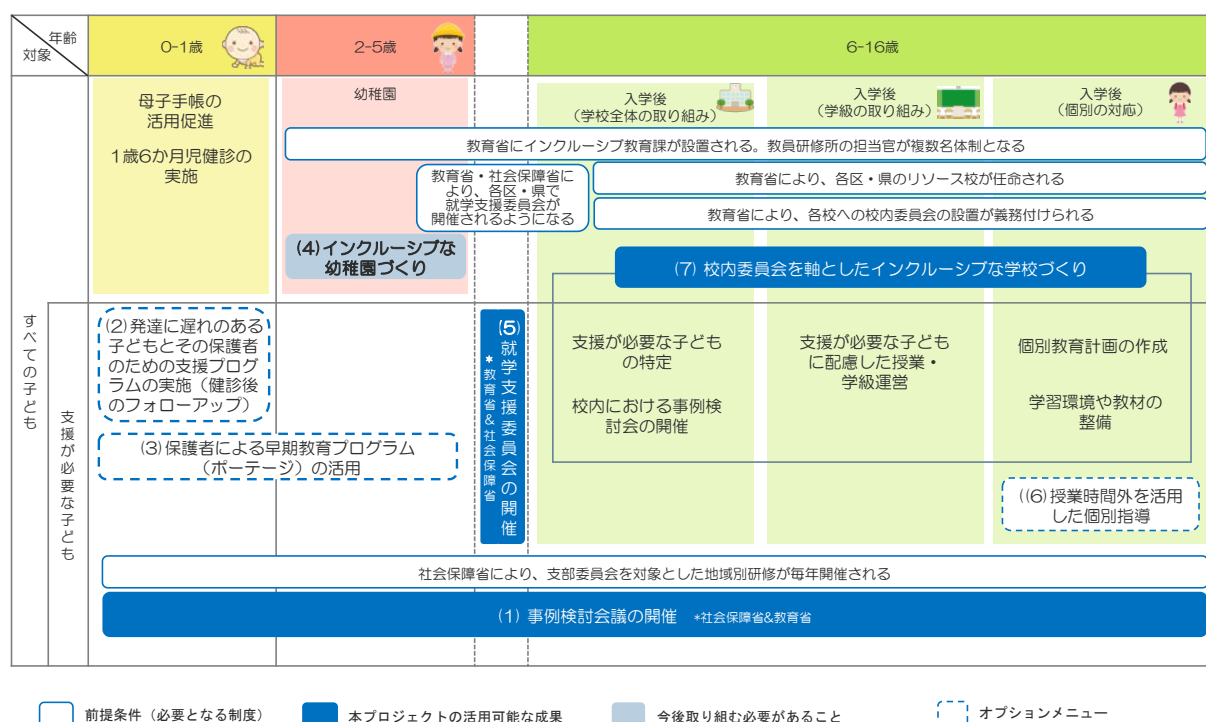 年齢
対象
0-1歳
2-5歳
6-16歳
母子手帳の
活用促進
1歳6か月児健診の
実施
幼稚園
入学後
(学校全体の取り組み)
入学後
(学級の取り組み)
入学後
(個別の対応)
教育省にインクルーシブ教育課が設置される。教員研修所の担当官が複数名体制となる
教育省・社会保障省に
より、各区・県で
就学支援委員会が
開催されるようになる
教育省により、各区・県のリソース校が任命される
教育省により、各校への校内委員会の設置が義務付けられる
(4)インクルーシブな
幼稚園づくり
(7) 校内委員会を軸としたインクルーシブな学校づくり
すべての子ども
支援が必要な子ども
(2)発達に遅れのある
子どもとその保護者
のための支援プログ
ラムの実施（健診後
のフォローアップ）
(3)保護者による早期教育プログラム
（ポーテージ）の活用
(5)就学支援委員会の開催
*教育省&社会保障省
支援が必要な子ども
の特定
校内における事例検
討会の開催
支援が必要な子ども
に配慮した授業・
学級運営
個別教育計画の作成
学習環境や教材の
整備
((6)授業時間外を活用
した個別指導
社会保障省により、支部委員会を対象とした地域別研修が毎年開催される
(1) 事例検討会議の開催 *社会保障省&教育省
前提条件（必要となる制度）
本プロジェクトの活用可能な成果
今後取り組む必要があること
オプションメニュー